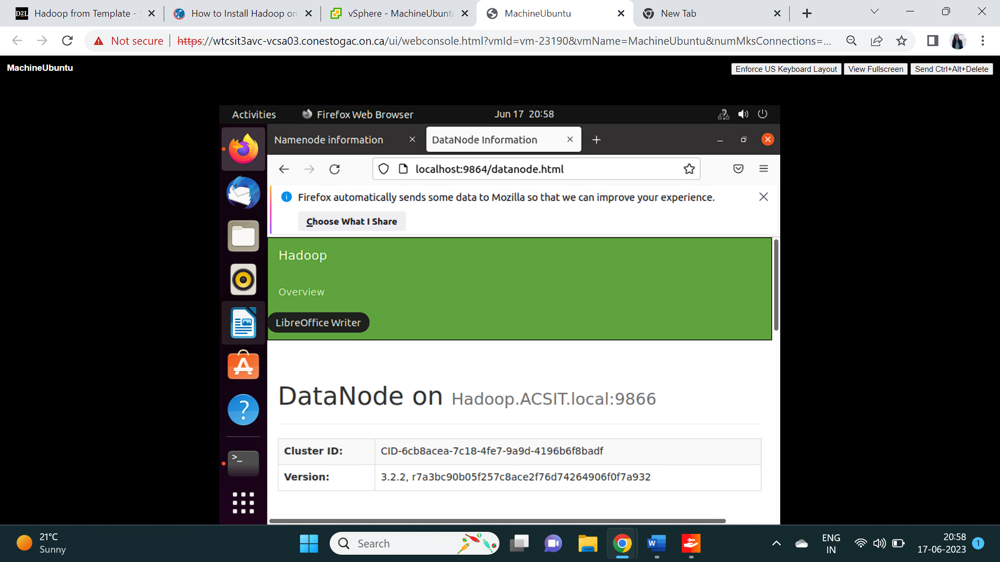 D2L Hadoop from Template -
How to Install Hadoop on
vSphere - MachineUbuntu
MachineUbuntu
New Tab
Not secure
https://wtcsit3avc-vcsa03.conestogac.on.ca/ui/webconsole.html?vmId=vm-23190&vmName=MachineUbuntu&numMksConnections=...
MachineUbuntu
Enforce US Keyboard Layout
View Fullscreen
Send Ctrl+Alt+Delete
Activities
Firefox Web Browser
Jun 17 20:58
Namenode information
DataNode Information
localhost:9864/datanode.html
Firefox automatically sends some data to Mozilla so that we can improve your experience.
Choose What I Share
Hadoop
Overview
LibreOffice Writer
DataNode on Hadoop.ACSIT.local:9866
Cluster ID: CID-6cb8acea-7c18-4fe7-9a9d-4196b6f8badf
Version: 3.2.2, r7a3bc90b05f257c8ace2f76d74264906f0f7a932
21°C
Sunny
Search
ENG
IN
20:58
17-06-2023
1